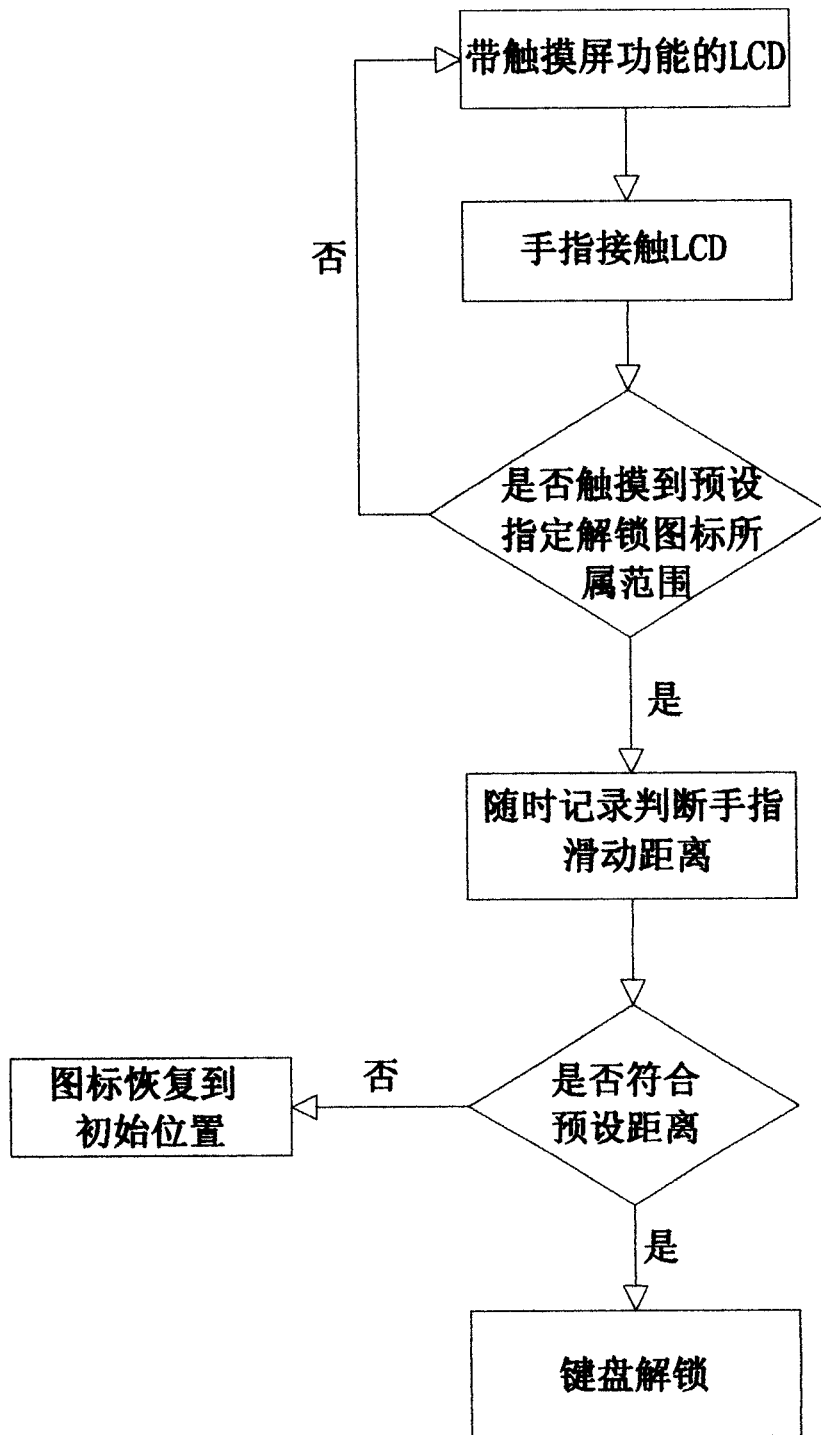 带触摸屏功能的LCD
否
手指接触LCD
是否触摸到预设
指定解锁图标所
属范围
是
随时记录判断手指
滑动距离
是否符合
预设距离
否
图标恢复到
初始位置
是
键盘解锁